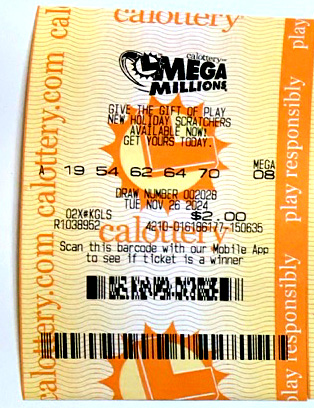 calottery
calottery
MEGA
MILLIONS
GIVE THE GIFT OF PLAY
NEW HOLIDAY SCRATCHERS
AVAILABLE NOW!
GET YOURS TODAY.
MEGA
A 19 54 62 64 70 08
DRAW NUMBER 002028
TUE NOV 26 2024
02X#KGLS $2.00
R1038952 4210-016186177-150635
calottery
Scan this barcode with our Mobile App
to see if ticket is a winner
calottery.com calottery.com
play responsibly play responsibly play